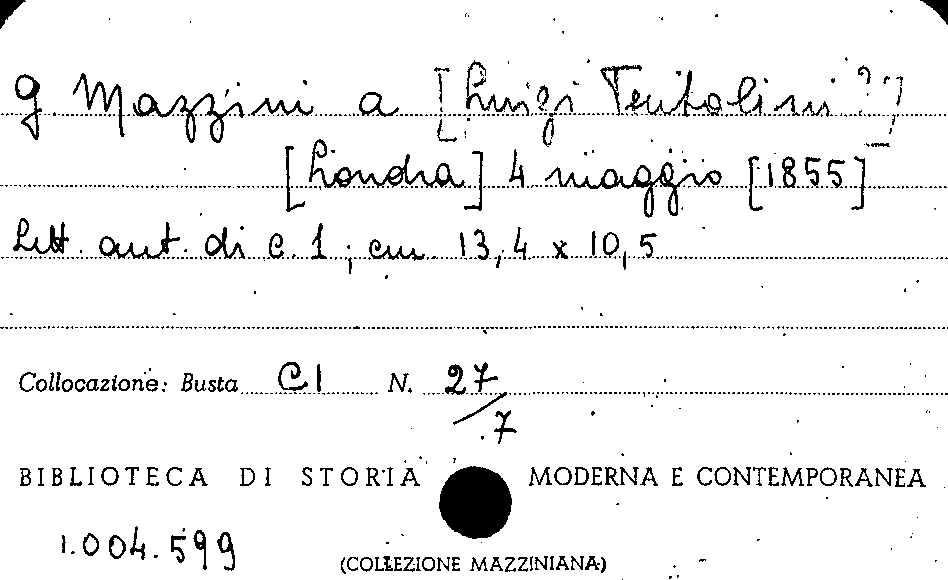 G. Mazzini a [Luigi Tentolini?]
[Londra] 4 maggio [1855]
Lett. aut. di c. 1; cm. 13,4 x 10,5
Collocazione: Busta CI N. 27/7
BIBLIOTECA DI STORIA MODERNA E CONTEMPORANEA
1.004.599
(COLLEZIONE MAZZINIANA)